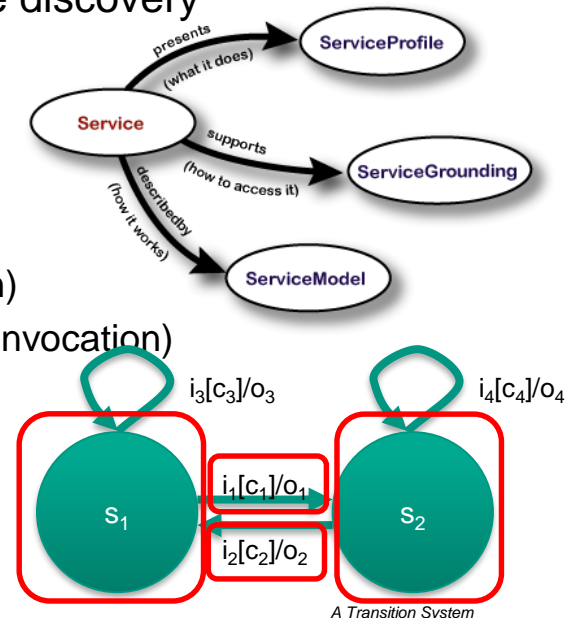 e discovery
presents
(what it does)
ServiceProfile
Service
supports
(how to access it)
ServiceGrounding
describedby
(how it works)
ServiceModel
n)
nvocation)
i₃[c₃]/o₃
i₄[c₄]/o₄
s₁
i₁[c₁]/o₁
s₂
i₂[c₂]/o₂
A Transition System